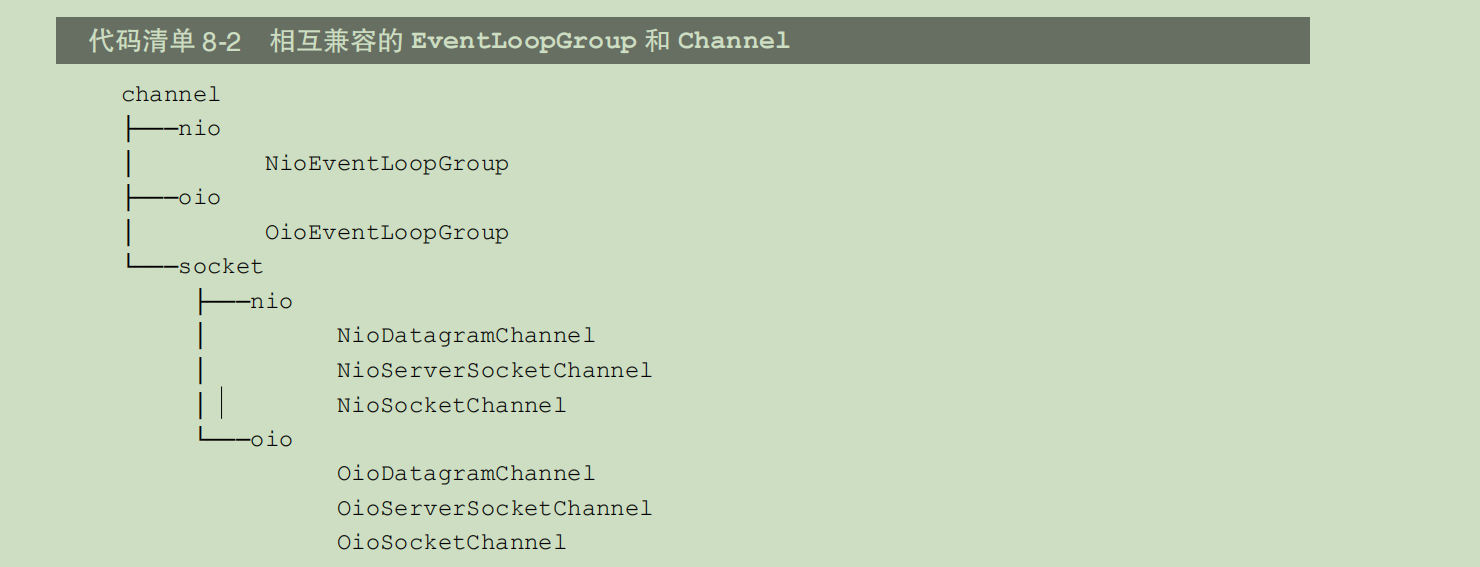 代码清单 8-2 相互兼容的 EventLoopGroup 和 Channel
channel
├───nio
│ NioEventLoopGroup
├───oio
│ OioEventLoopGroup
└───socket
├───nio
│ NioDatagramChannel
│ NioServerSocketChannel
│ NioSocketChannel
└───oio
OioDatagramChannel
OioServerSocketChannel
OioSocketChannel